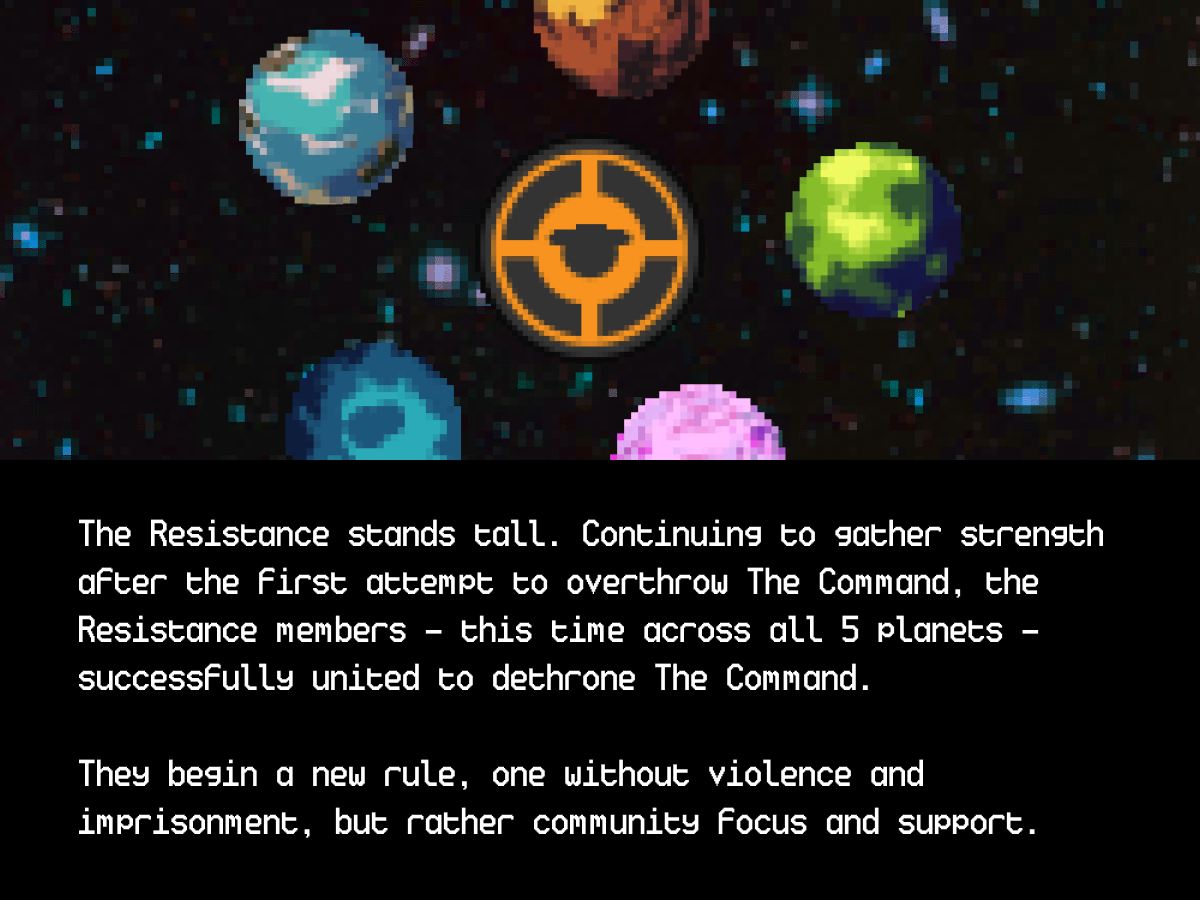 The Resistance stands tall. Continuing to gather strength
after the first attempt to overthrow The Command, the
Resistance members – this time across all 5 planets –
successfully united to dethrone The Command.
They begin a new rule, one without violence and
imprisonment, but rather community focus and support.